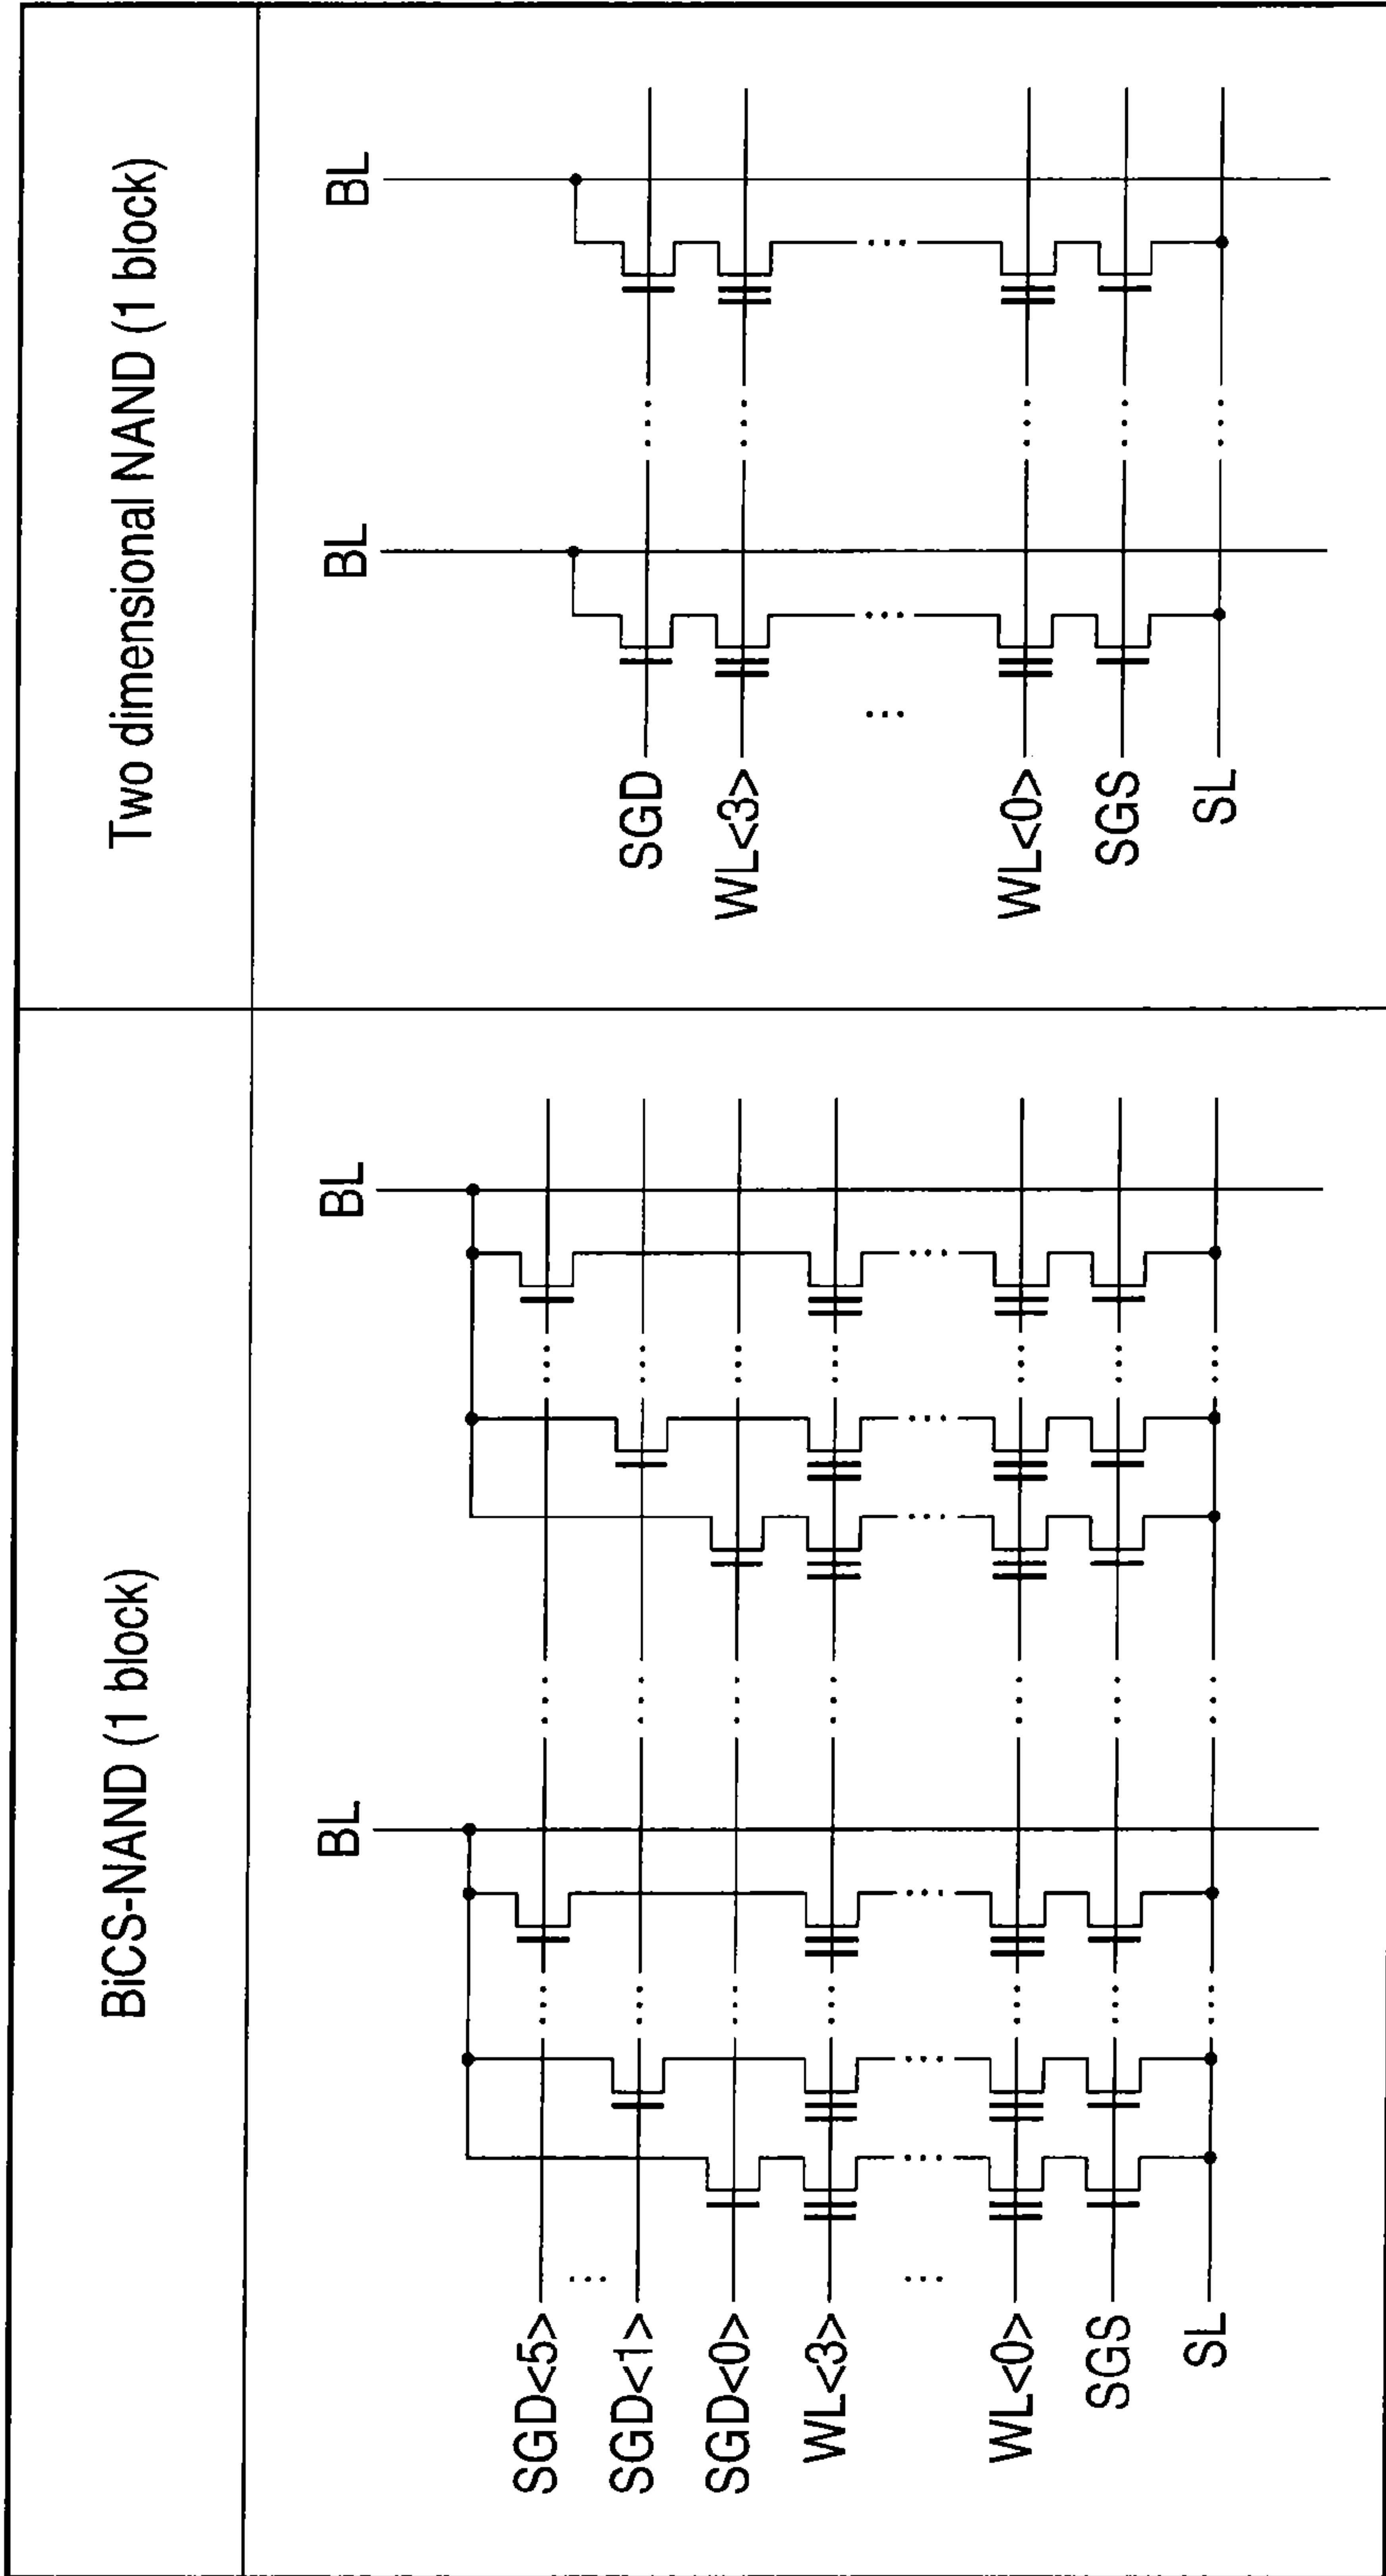 BiCS-NAND (1 block)
BL
BL
SGD<5>
...
SGD<1>
SGD<0>
WL<3>
...
WL<0>
SGS
SL
Two dimensional NAND (1 block)
BL
BL
SGD
WL<3>
...
WL<0>
SGS
SL